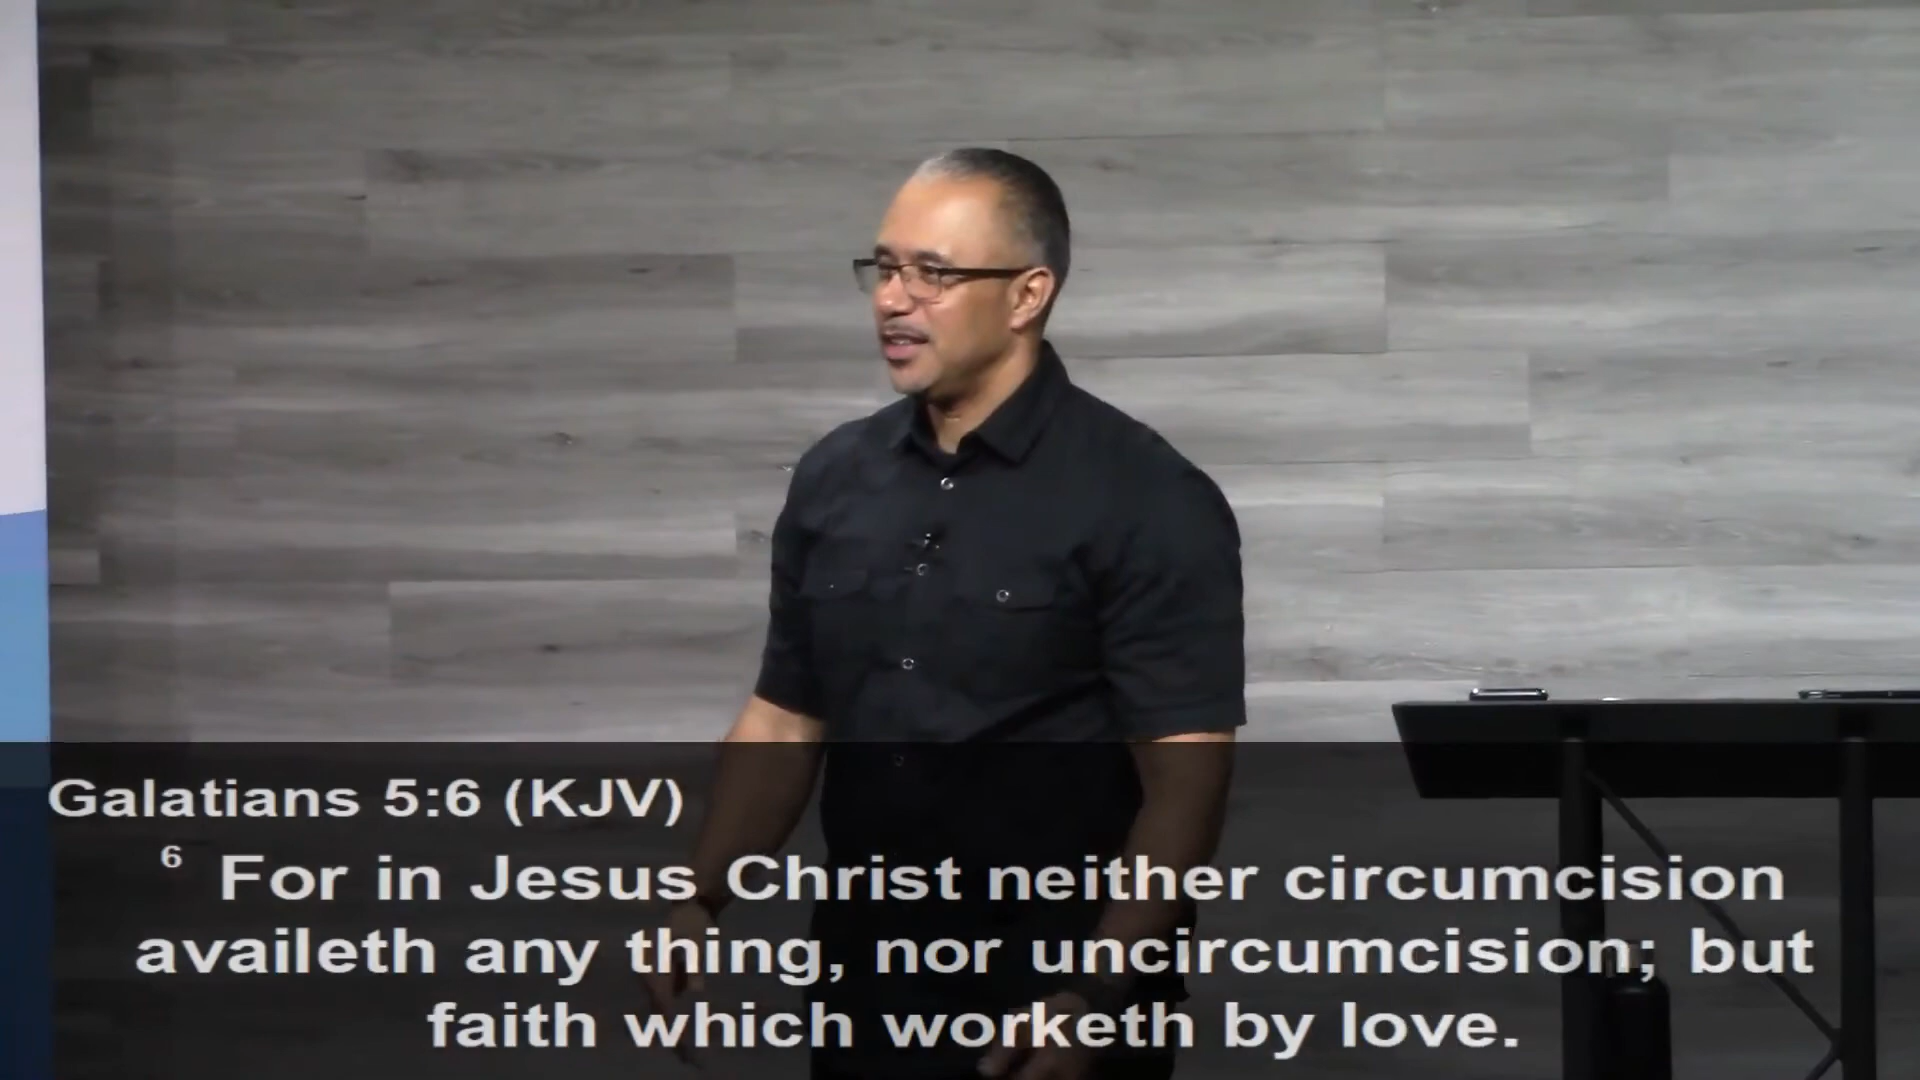 Galatians 5:6 (KJV)
6 For in Jesus Christ neither circumcision
availeth any thing, nor uncircumcision; but
faith which worketh by love.